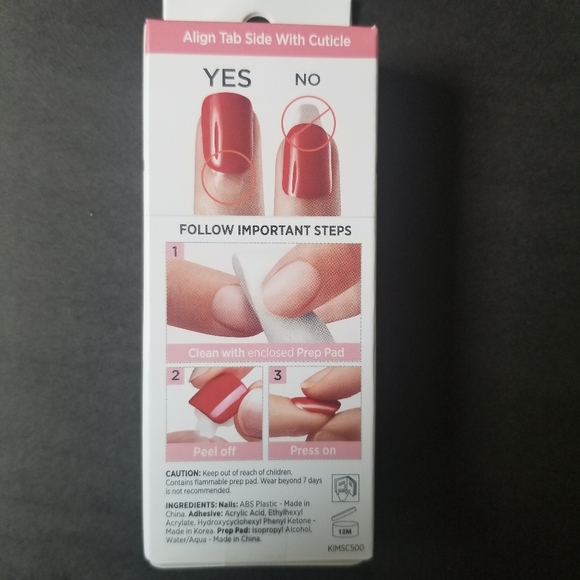 Align Tab Side With Cuticle
YES NO
FOLLOW IMPORTANT STEPS
1
Clean with enclosed Prep Pad
2 3
Peel off Press on
CAUTION: Keep out of reach of children.
Contains flammable prep pad. Wear beyond 7 days
is not recommended.
INGREDIENTS: Nails: ABS Plastic - Made in
China. Adhesive: Acrylic Acid, Ethylhexyl
Acrylate, Hydroxycyclohexyl Phenyl Ketone -
Made in Korea. Prep Pad: Isopropyl Alcohol,
Water/Aqua - Made in China.
12M
KIMSC500